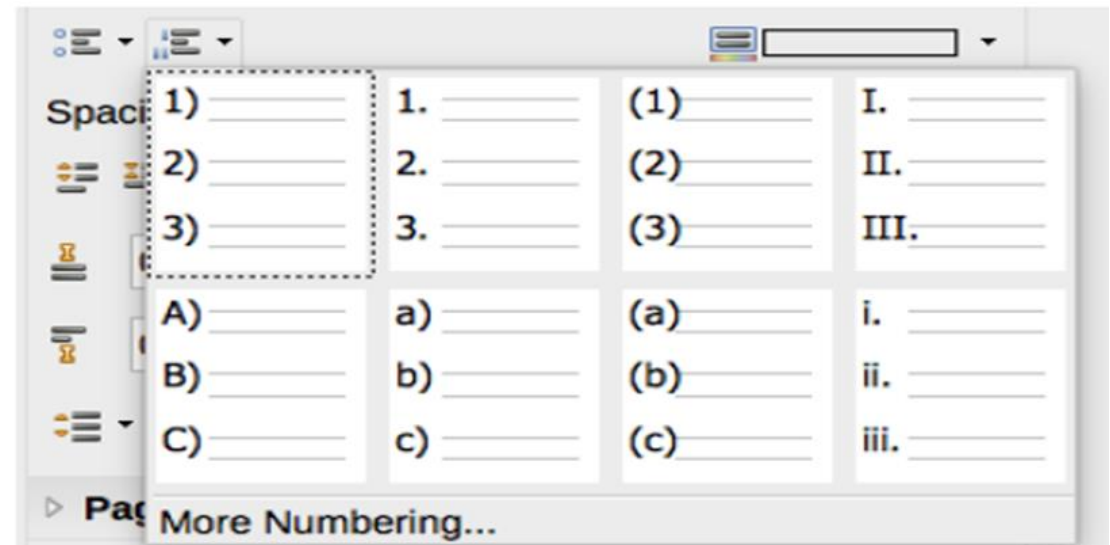 Spaci
1) 1. (1) I.
2) 2. (2) II.
3) 3. (3) III.
A) a) (a) i.
B) b) (b) ii.
C) c) (c) iii.
Pag
More Numbering...